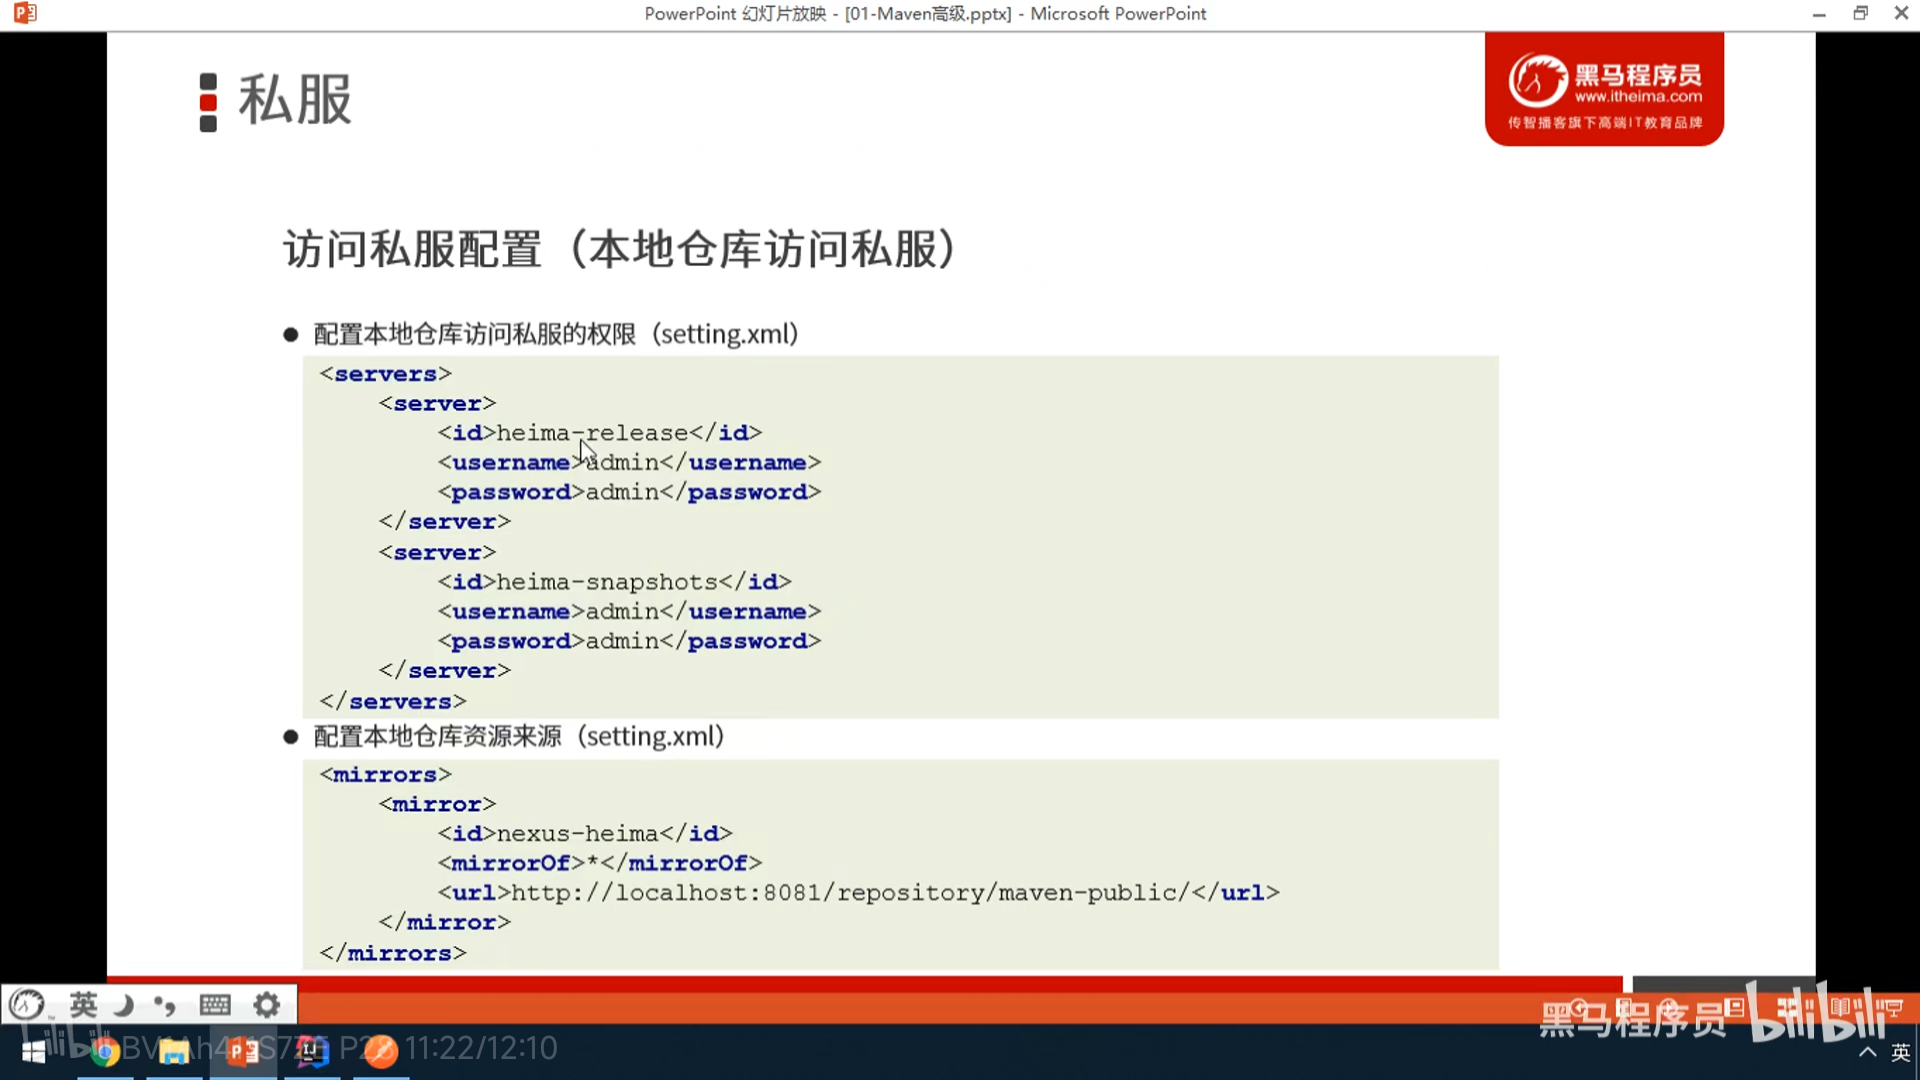 PowerPoint 幻灯片放映 - [01-Maven高级.pptx] - Microsoft PowerPoint
私服
黑马程序员
www.itheima.com
传智播客旗下高端IT教育品牌
访问私服配置（本地仓库访问私服）
● 配置本地仓库访问私服的权限（setting.xml）
<servers>
<server>
<id>heima-release</id>
<username>admin</username>
<password>admin</password>
</server>
<server>
<id>heima-snapshots</id>
<username>admin</username>
<password>admin</password>
</server>
</servers>
● 配置本地仓库资源来源（setting.xml）
<mirrors>
<mirror>
<id>nexus-heima</id>
<mirrorOf>*</mirrorOf>
<url>http://localhost:8081/repository/maven-public/</url>
</mirror>
</mirrors>
英
黑马程序员 bilibili
bilibili
11:22/12:10
英